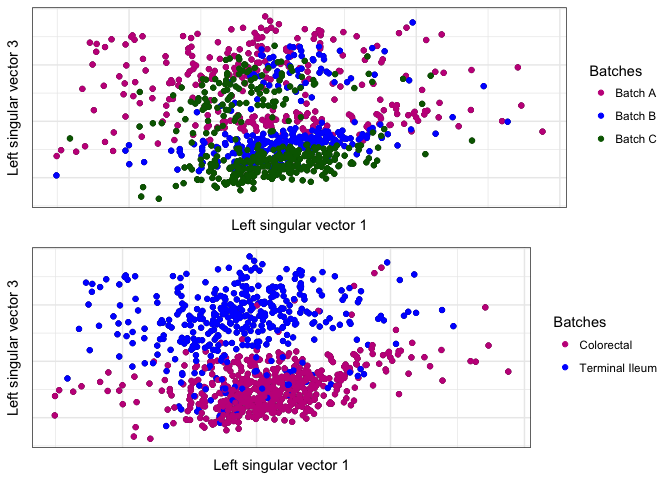 Left singular vector 3
Left singular vector 1
Batches
Batch A
Batch B
Batch C
Left singular vector 3
Left singular vector 1
Batches
Colorectal
Terminal Ileum